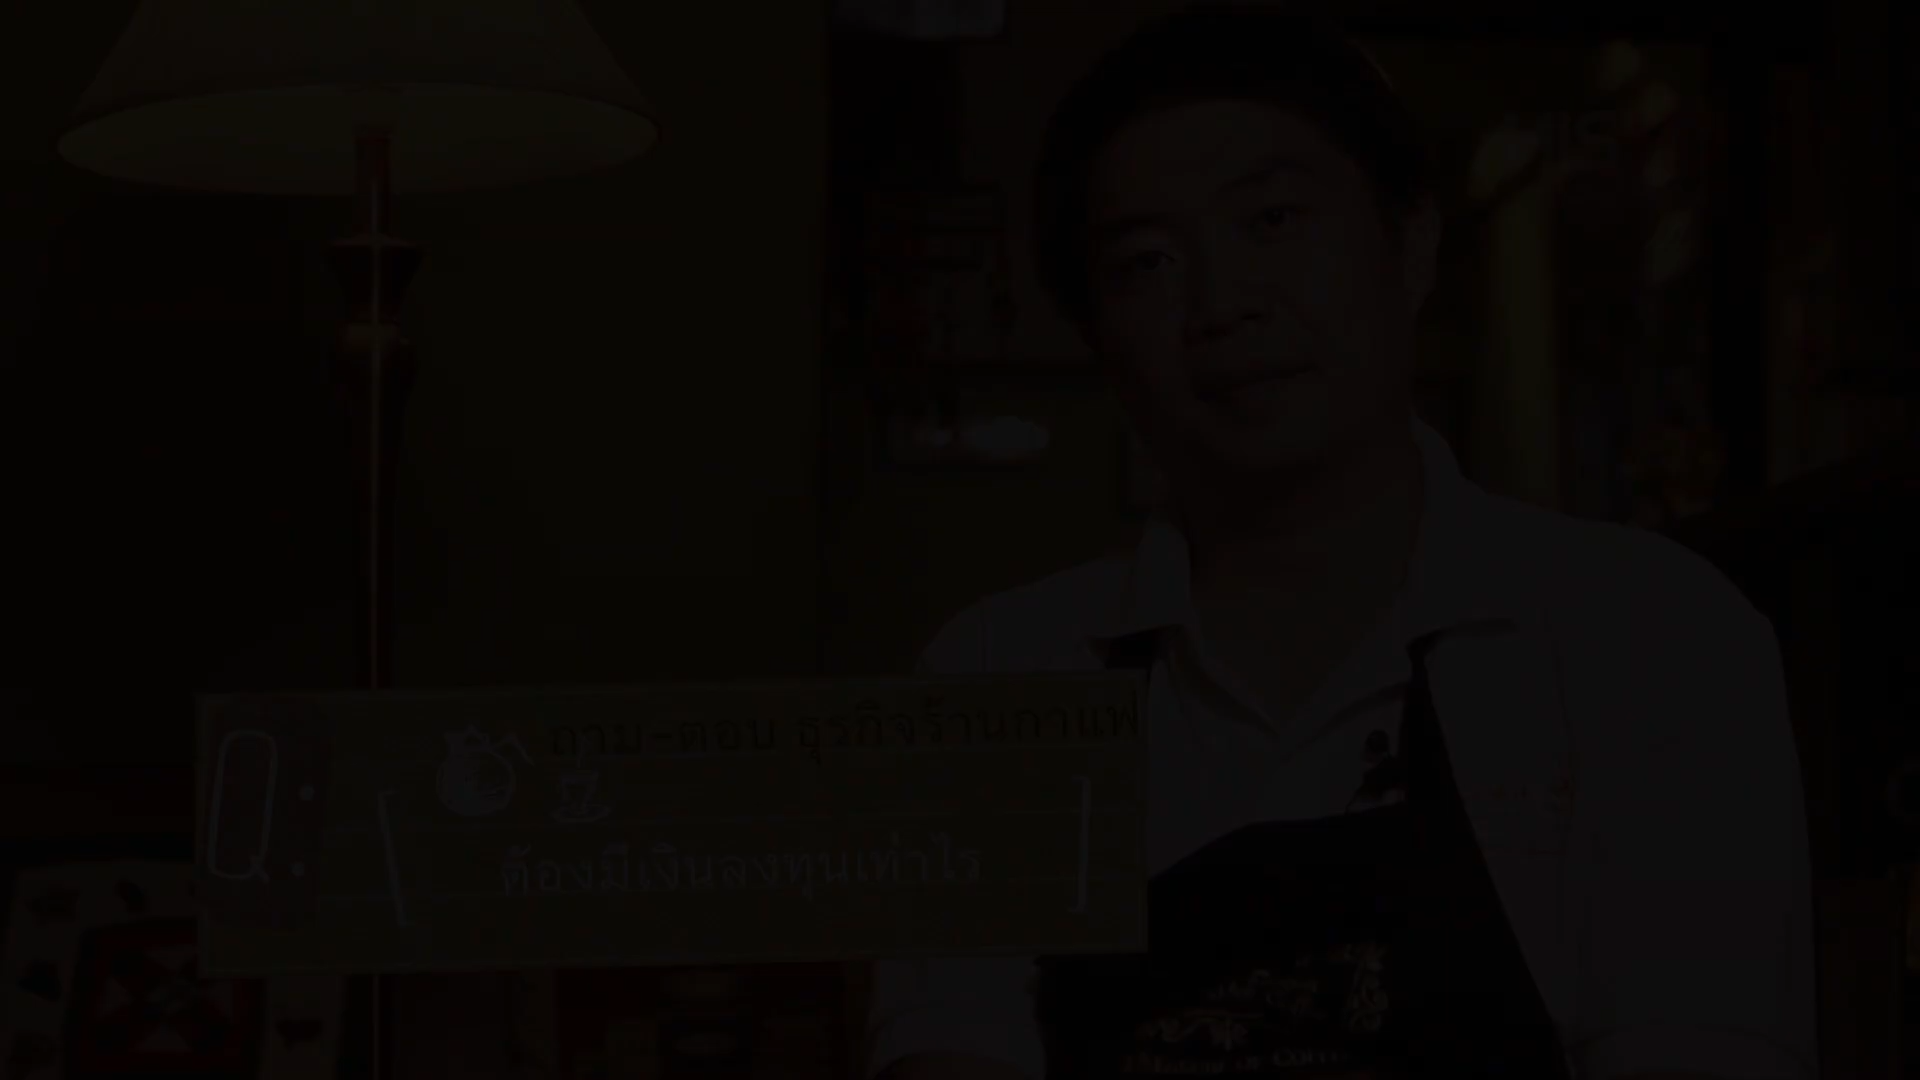 Q:
ถาม-ตอบ ธุรกิจร้านกาแฟ
ต้องมีเงินลงทุนเท่าไร
OF